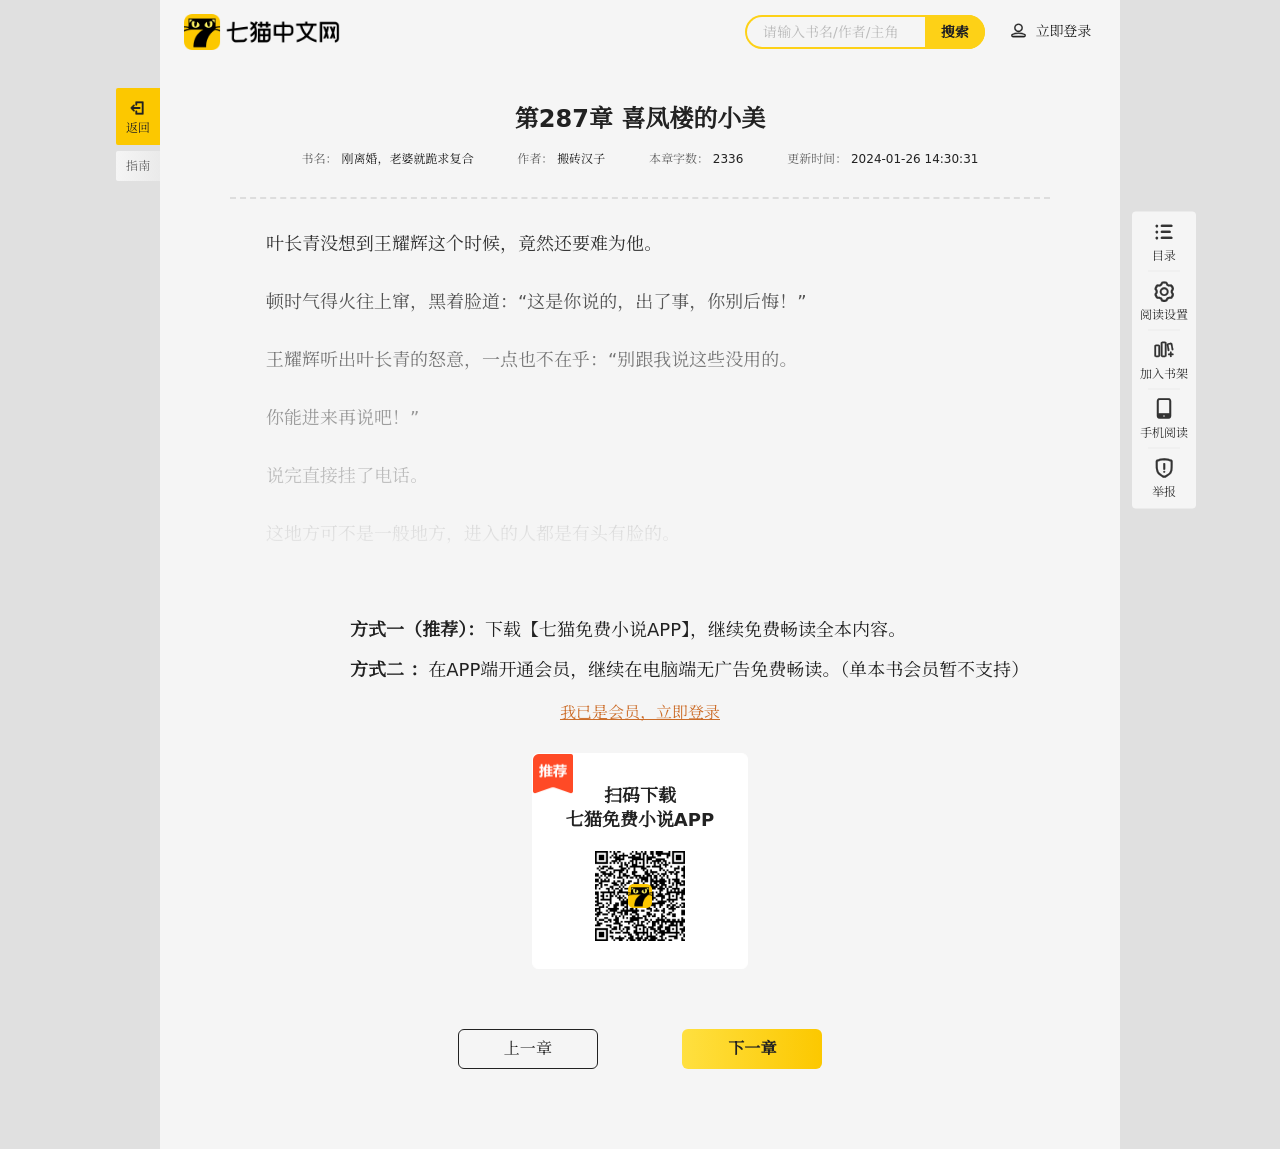 七猫中文网
请输入书名/作者/主角
搜索
立即登录
返回
指南
第287章 喜凤楼的小美
书名： 刚离婚，老婆就跪求复合 作者： 搬砖汉子 本章字数： 2336 更新时间： 2024-01-26 14:30:31
叶长青没想到王耀辉这个时候，竟然还要难为他。
顿时气得火往上窜，黑着脸道：“这是你说的，出了事，你别后悔！”
王耀辉听出叶长青的怒意，一点也不在乎：“别跟我说这些没用的。
你能进来再说吧！”
说完直接挂了电话。
这地方可不是一般地方，进入的人都是有头有脸的。
目录
阅读设置
加入书架
手机阅读
举报
方式一（推荐）：下载【七猫免费小说APP】，继续免费畅读全本内容。
方式二 ：在APP端开通会员，继续在电脑端无广告免费畅读。（单本书会员暂不支持）
我已是会员，立即登录
推荐
扫码下载
七猫免费小说APP
上一章
下一章